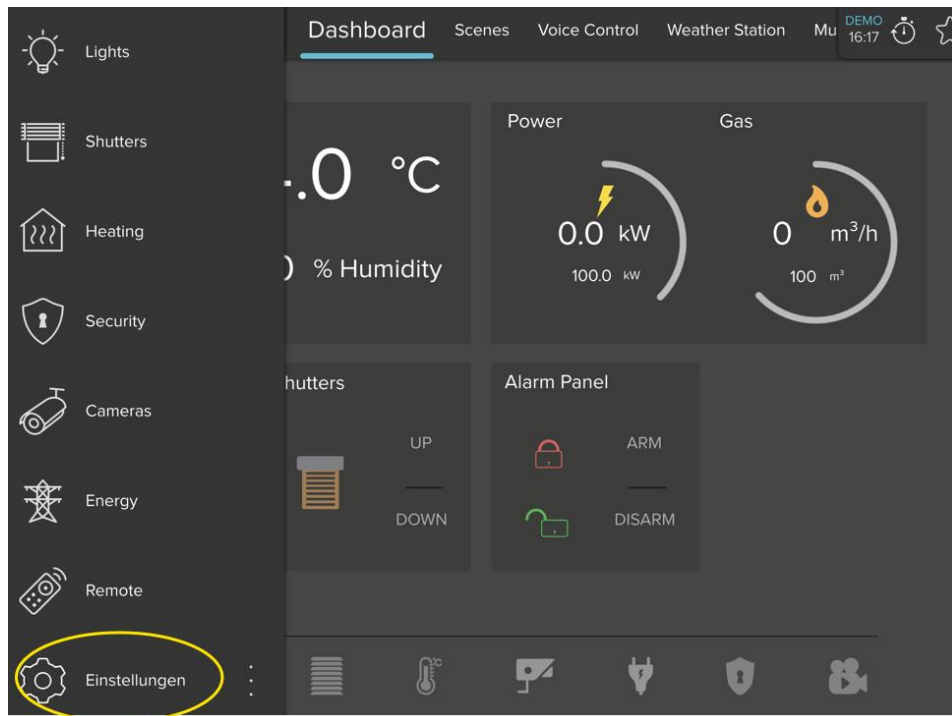 Lights
Shutters
Heating
Security
Cameras
Energy
Remote
Einstellungen
Dashboard Scenes Voice Control Weather Station
DEMO
16:17
.0 °C
% Humidity
Power
0.0 kW
100.0 kW
Gas
0 m³/h
100 m³
hutters
UP
DOWN
Alarm Panel
ARM
DISARM
°C